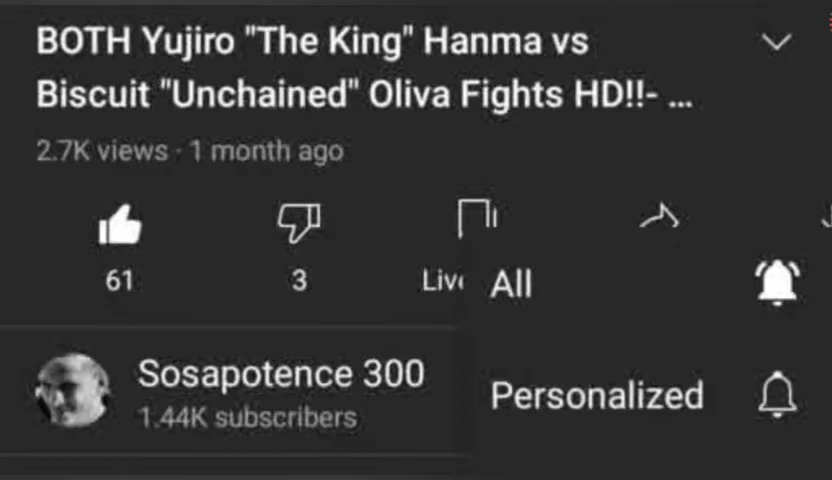 BOTH Yujiro "The King" Hanma vs
Biscuit "Unchained" Oliva Fights HD!!- ...
2.7K views · 1 month ago
61
3
Live
All
Sosapotence 300
1.44K subscribers
Personalized